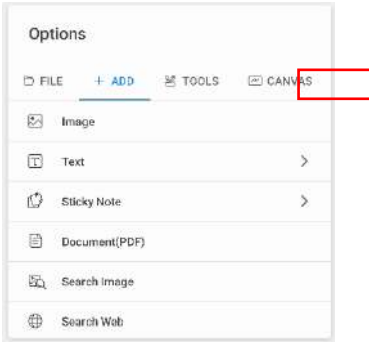 Options
FILE + ADD TOOLS CANVAS
Image
Text
Sticky Note
Document(PDF)
Search Image
Search Web